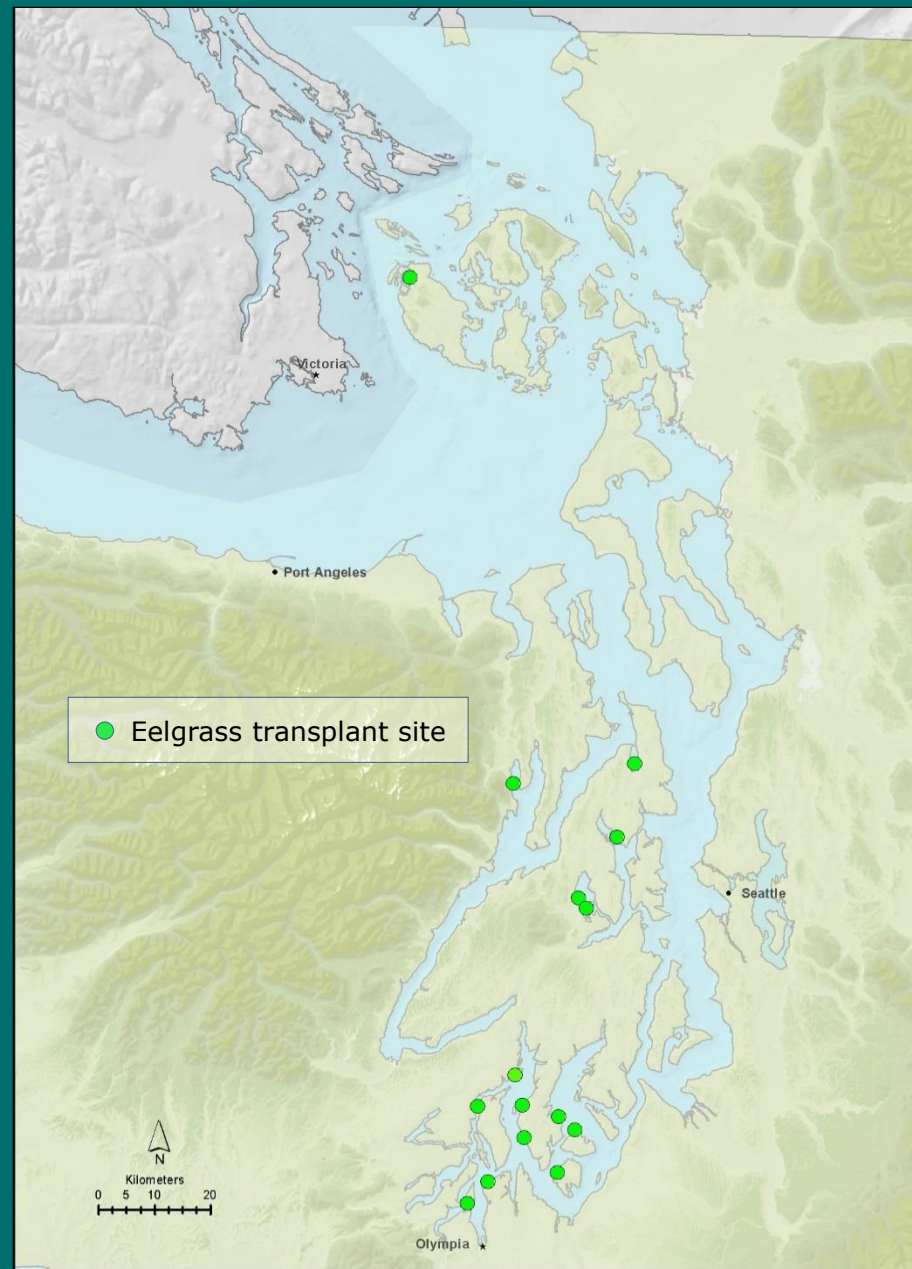 Victoria
Port Angeles
Eelgrass transplant site
Seattle
N
Kilometers
0 5 10 20
Olympia